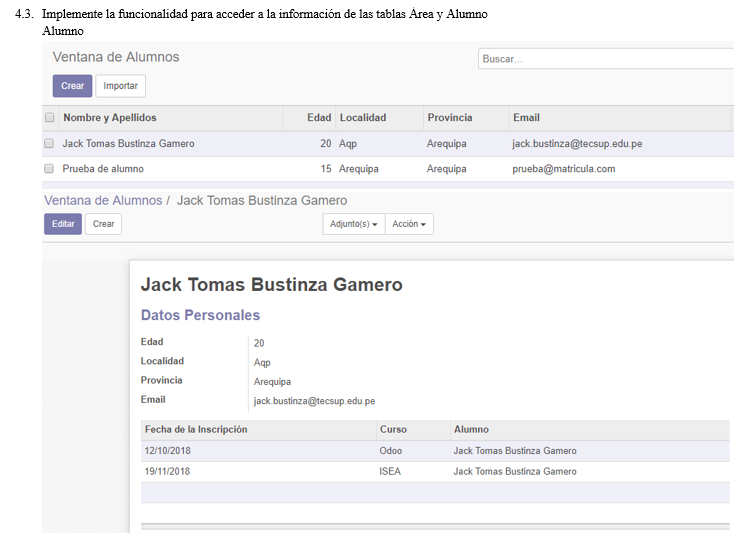 4.3. Implemente la funcionalidad para acceder a la información de las tablas Área y Alumno
Alumno
Ventana de Alumnos
Buscar...
Crear Importar
Nombre y Apellidos Edad Localidad Provincia Email
Jack Tomas Bustinza Gamero 20 Aqp Arequipa jack.bustinza@tecsup.edu.pe
Prueba de alumno 15 Arequipa Arequipa prueba@matricula.com
Ventana de Alumnos / Jack Tomas Bustinza Gamero
Editar Crear Adjunto(s) Acción
Jack Tomas Bustinza Gamero
Datos Personales
Edad 20
Localidad Aqp
Provincia Arequipa
Email jack.bustinza@tecsup.edu.pe
Fecha de la Inscripción Curso Alumno
12/10/2018 Odoo Jack Tomas Bustinza Gamero
19/11/2018 ISEA Jack Tomas Bustinza Gamero